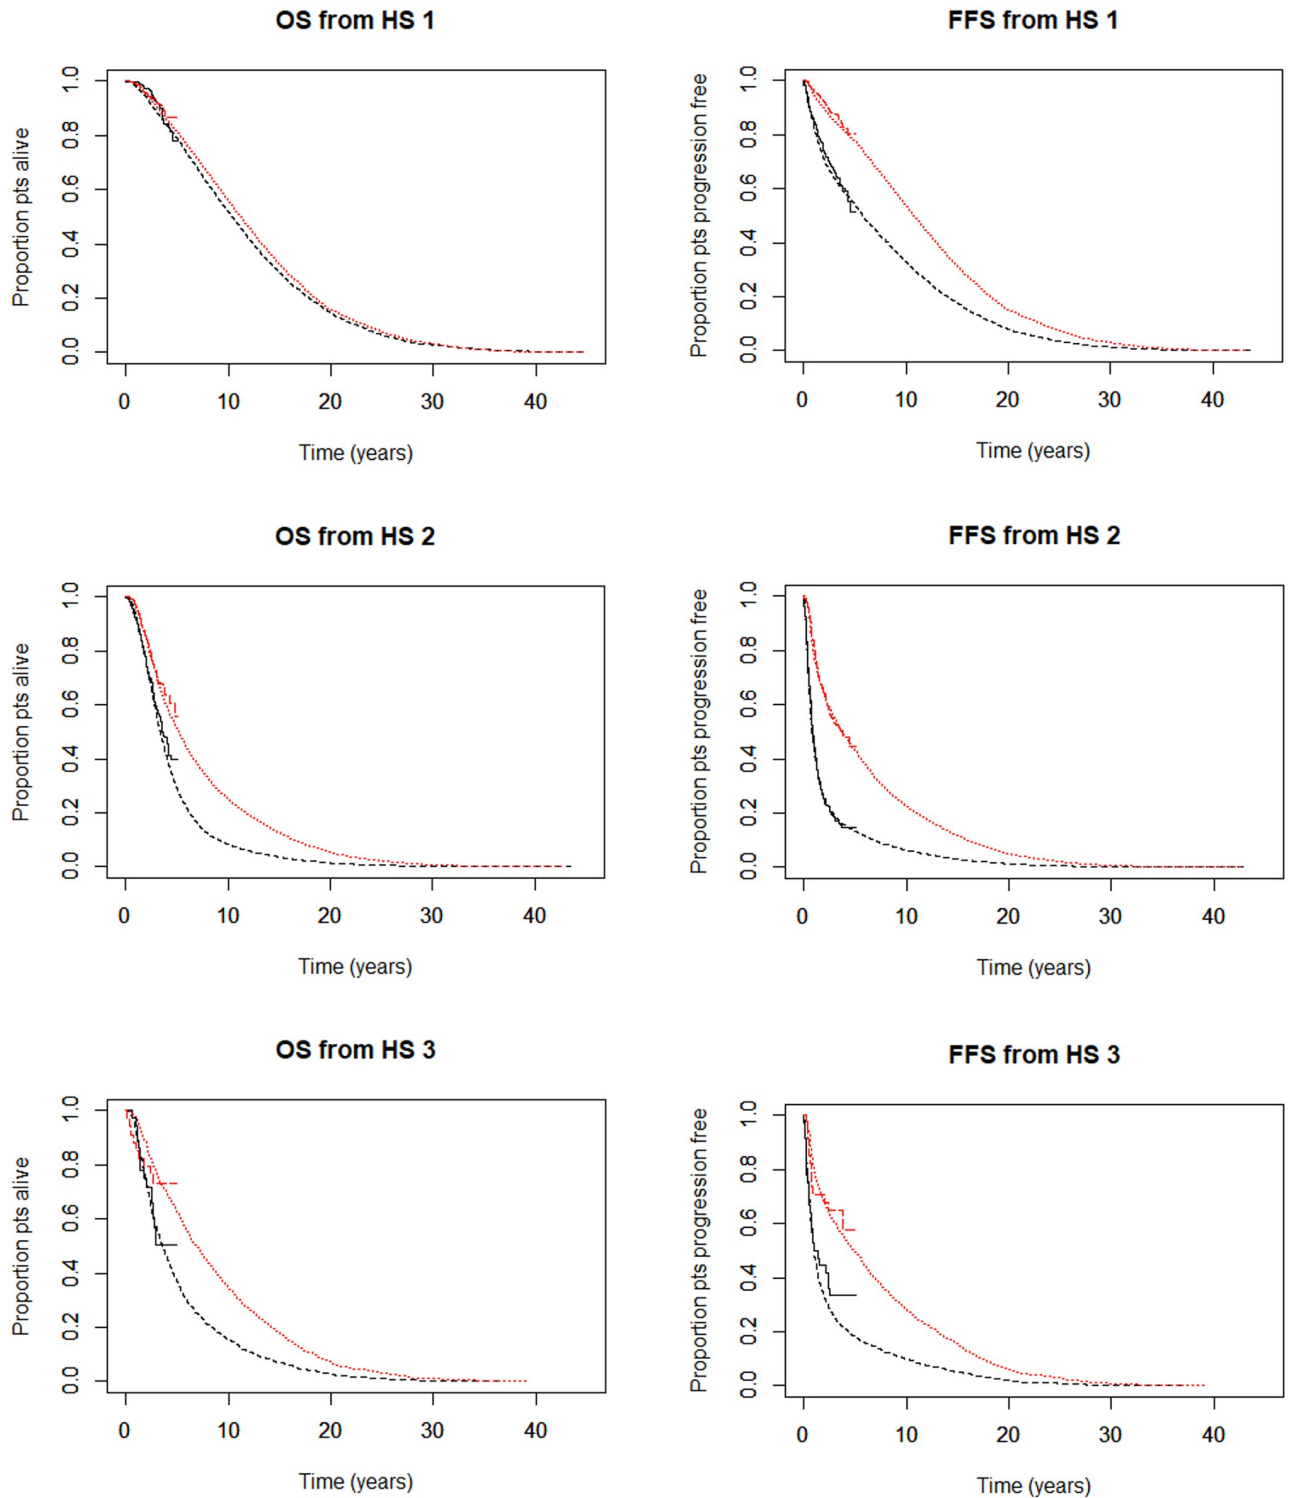 OS from HS 1
Proportion pts alive
1.0
0.8
0.6
0.4
0.2
0.0
0 10 20 30 40
Time (years)
FFS from HS 1
Proportion pts progression free
1.0
0.8
0.6
0.4
0.2
0.0
0 10 20 30 40
Time (years)
OS from HS 2
Proportion pts alive
1.0
0.8
0.6
0.4
0.2
0.0
0 10 20 30 40
Time (years)
FFS from HS 2
Proportion pts progression free
1.0
0.8
0.6
0.4
0.2
0.0
0 10 20 30 40
Time (years)
OS from HS 3
Proportion pts alive
1.0
0.8
0.6
0.4
0.2
0.0
0 10 20 30 40
Time (years)
FFS from HS 3
Proportion pts progression free
1.0
0.8
0.6
0.4
0.2
0.0
0 10 20 30 40
Time (years)